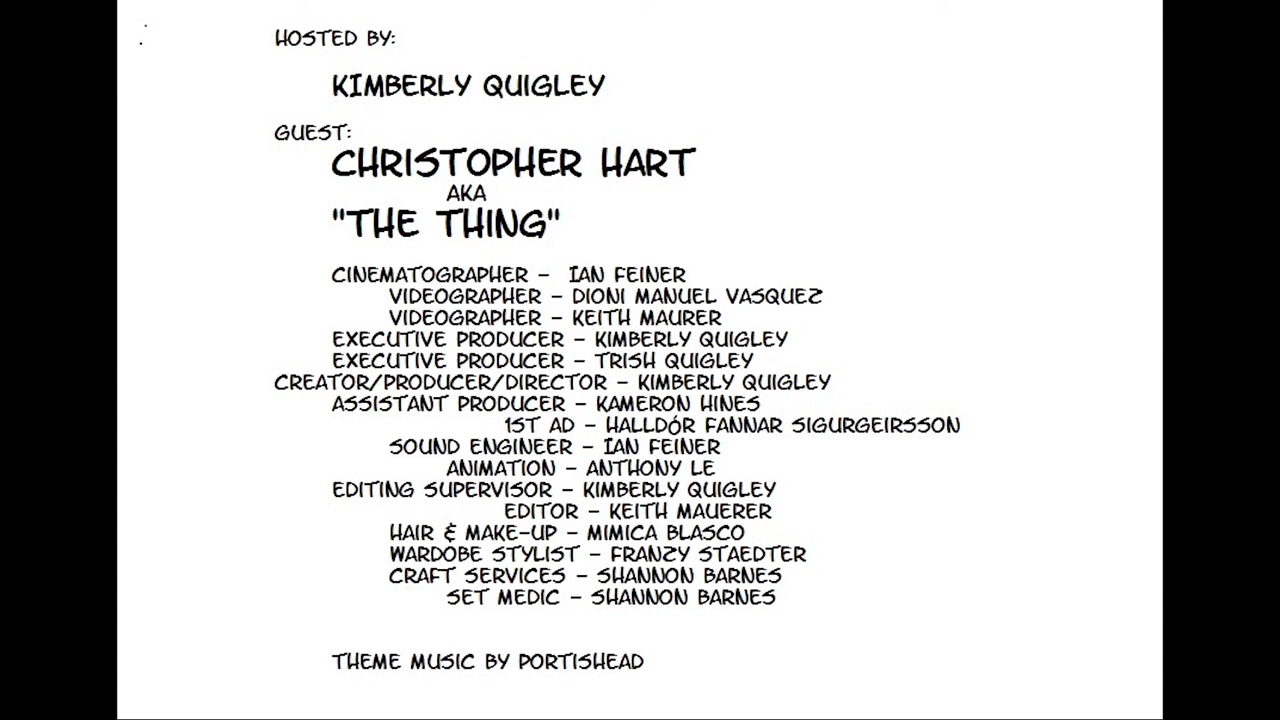 HOSTED BY:
KIMBERLY QUIGLEY
GUEST:
CHRISTOPHER HART
AKA
"THE THING"
CINEMATOGRAPHER - IAN FEINER
VIDEOGRAPHER - DIONI MANUEL VASQUEZ
VIDEOGRAPHER - KEITH MAURER
EXECUTIVE PRODUCER - KIMBERLY QUIGLEY
EXECUTIVE PRODUCER - TRISH QUIGLEY
CREATOR/PRODUCER/DIRECTOR - KIMBERLY QUIGLEY
ASSISTANT PRODUCER - KAMERON HINES
1ST AD - HALLDÓR FANNAR SIGURGEIRSSON
SOUND ENGINEER - IAN FEINER
ANIMATION - ANTHONY LE
EDITING SUPERVISOR - KIMBERLY QUIGLEY
EDITOR - KEITH MAUERER
HAIR & MAKE-UP - MIMICA BLASCO
WARDOBE STYLIST - FRANZY STAEDTER
CRAFT SERVICES - SHANNON BARNES
SET MEDIC - SHANNON BARNES
THEME MUSIC BY PORTISHEAD